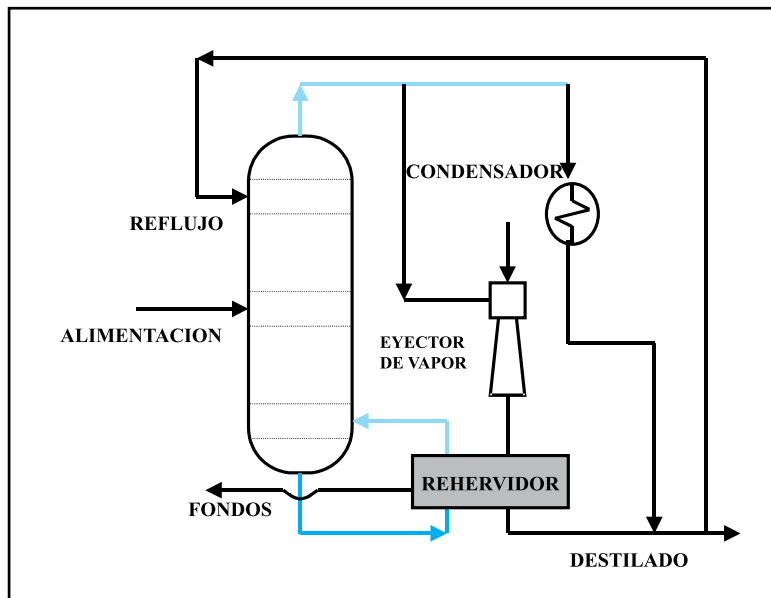 CONDENSADOR
REFLUJO
ALIMENTACION
EYECTOR
DE VAPOR
REHERVIDOR
FONDOS
DESTILADO